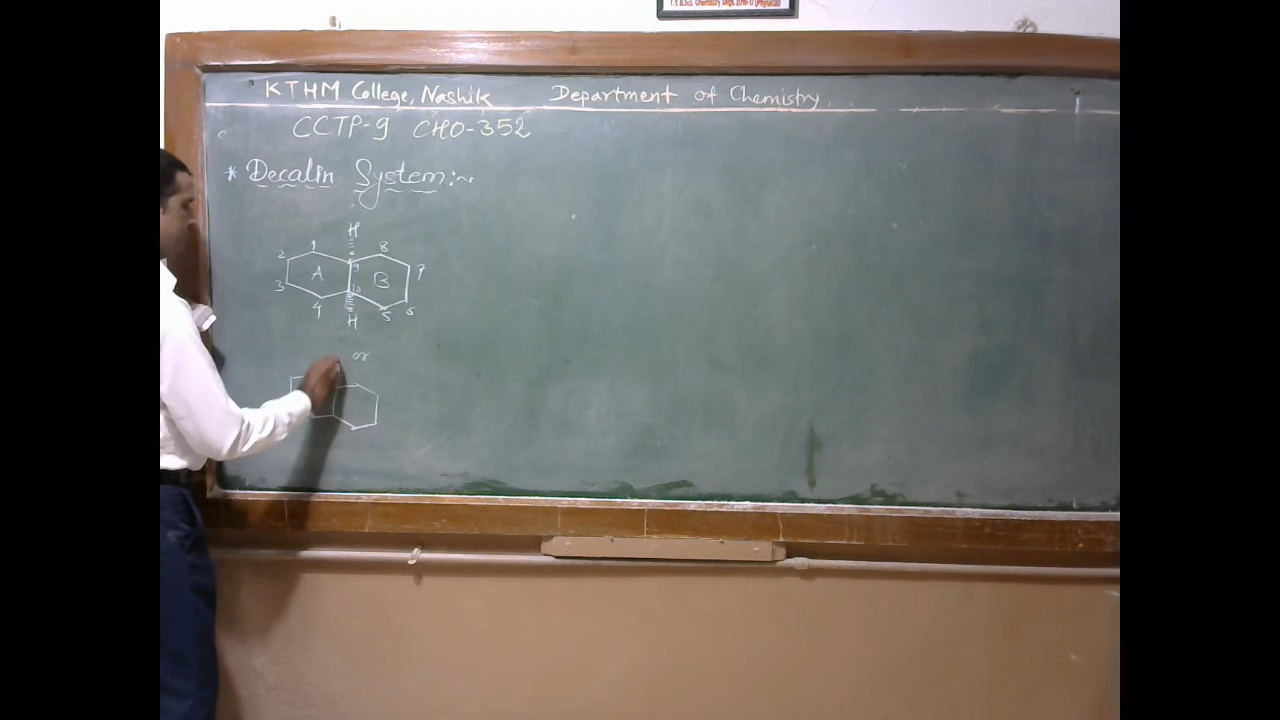 KTHM College, Nashik Department of Chemistry
CCTP-9 CHO-352
* Decalin System:~
H
1 8
2 A 9 B 7
3 10 6
4 5
H
or